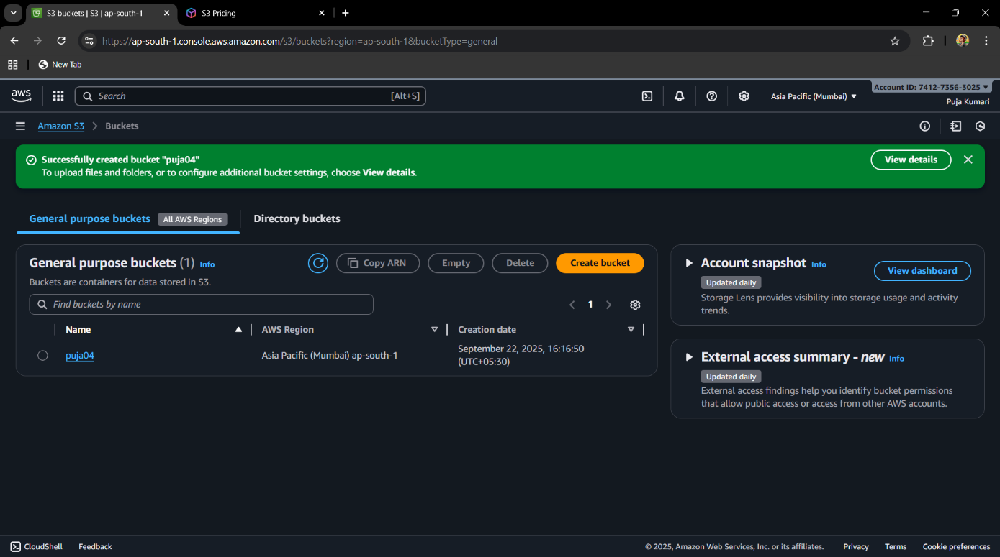 S3 buckets | S3 | ap-south-1
S3 Pricing
https://ap-south-1.console.aws.amazon.com/s3/buckets?region=ap-south-1&bucketType=general
New Tab
aws
Search
[Alt+S]
Asia Pacific (Mumbai)
Account ID: 7412-7356-3025
Puja Kumari
Amazon S3
Buckets
Successfully created bucket "puja04"
To upload files and folders, or to configure additional bucket settings, choose View details.
View details
General purpose buckets
All AWS Regions
Directory buckets
General purpose buckets (1) Info
Copy ARN
Empty
Delete
Create bucket
Buckets are containers for data stored in S3.
Find buckets by name
1
Name
AWS Region
Creation date
puja04
Asia Pacific (Mumbai) ap-south-1
September 22, 2025, 16:16:50
(UTC+05:30)
Account snapshot Info
View dashboard
Updated daily
Storage Lens provides visibility into storage usage and activity
trends.
External access summary - new Info
Updated daily
External access findings help you identify bucket permissions
that allow public access or access from other AWS accounts.
CloudShell
Feedback
© 2025, Amazon Web Services, Inc. or its affiliates.
Privacy
Terms
Cookie preferences